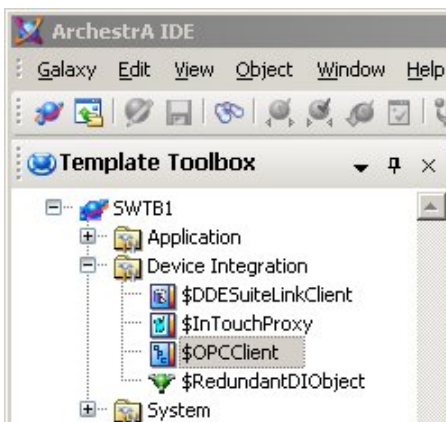 ArchestrA IDE
Galaxy Edit View Object Window Help
Template Toolbox
SWTB1
Application
Device Integration
$DDESuiteLinkClient
$InTouchProxy
$OPCClient
$RedundantDIObject
System